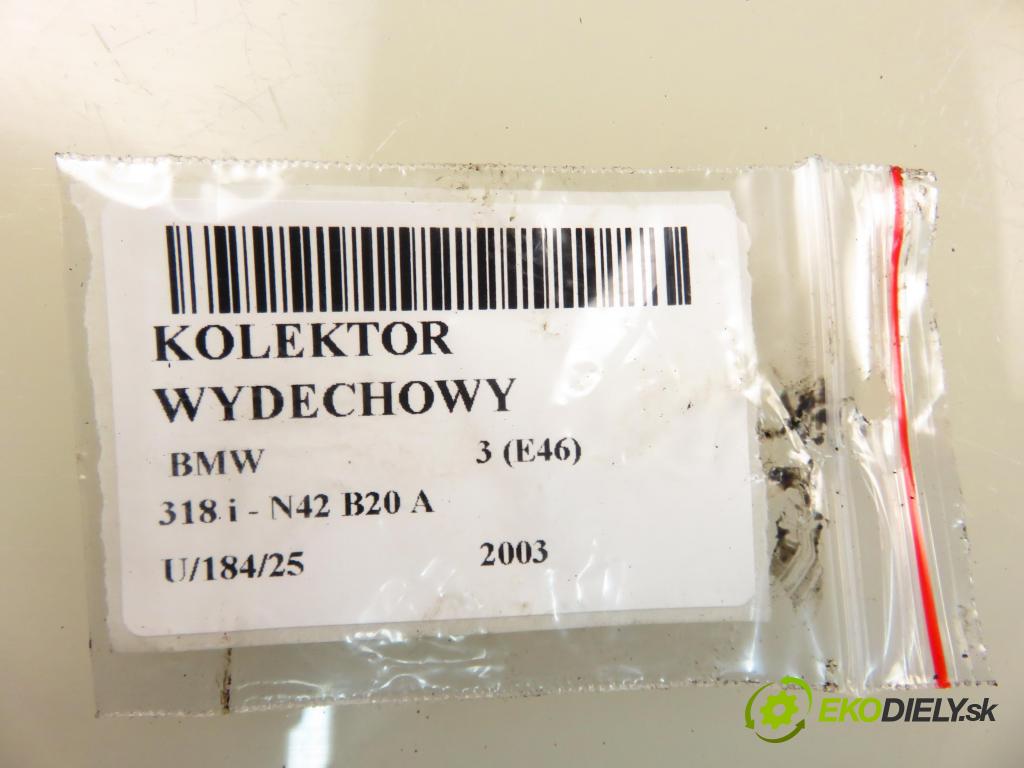 KOLEKTOR
WYDECHOWY
BMW 3 (E46)
318 i - N42 B20 A
U/184/25 2003
EKODIELY.sk